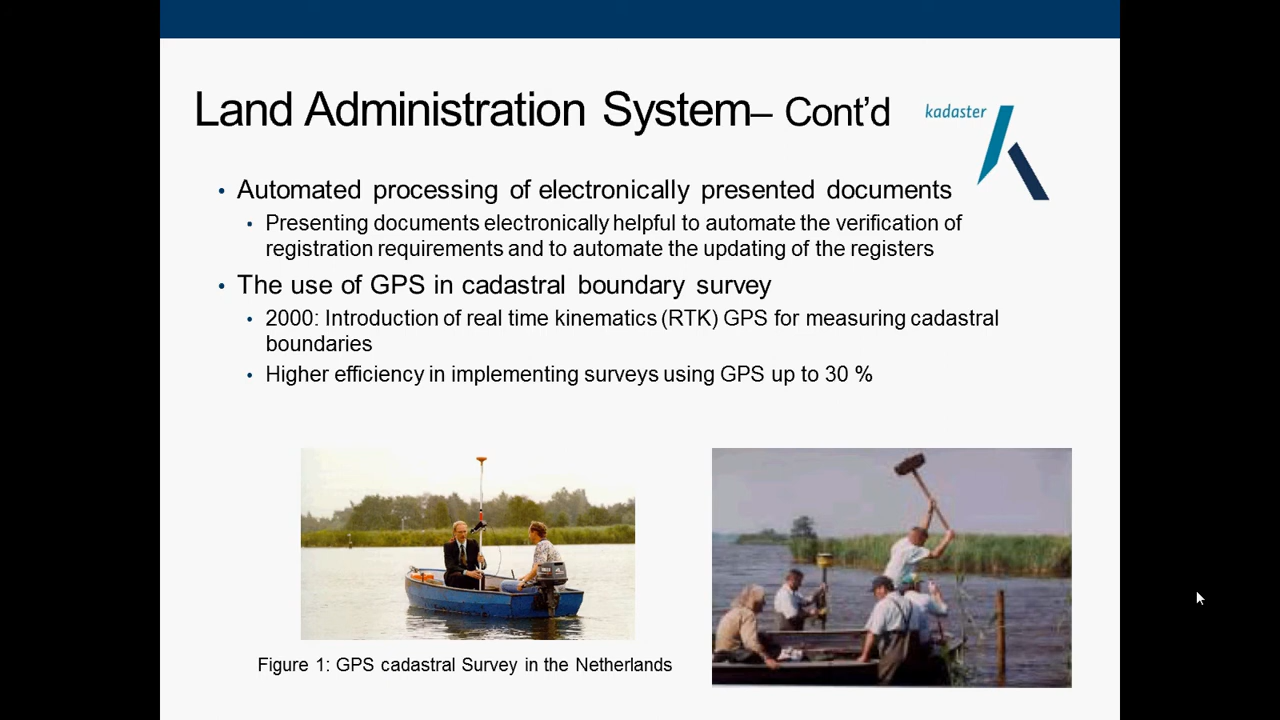 Land Administration System– Cont’d
kadaster
• Automated processing of electronically presented documents
• Presenting documents electronically helpful to automate the verification of
registration requirements and to automate the updating of the registers
• The use of GPS in cadastral boundary survey
• 2000: Introduction of real time kinematics (RTK) GPS for measuring cadastral
boundaries
• Higher efficiency in implementing surveys using GPS up to 30 %
Figure 1: GPS cadastral Survey in the Netherlands